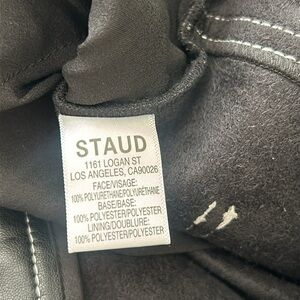 STAUD
1161 LOGAN ST
LOS ANGELES, CA90026
FACE/VISAGE:
100% POLYURETHANE/POLYURÉTHANE
BASE/BASE:
100% POLYESTER/POLYESTER
LINING/DOUBLURE:
100% POLYESTER/POLYESTER